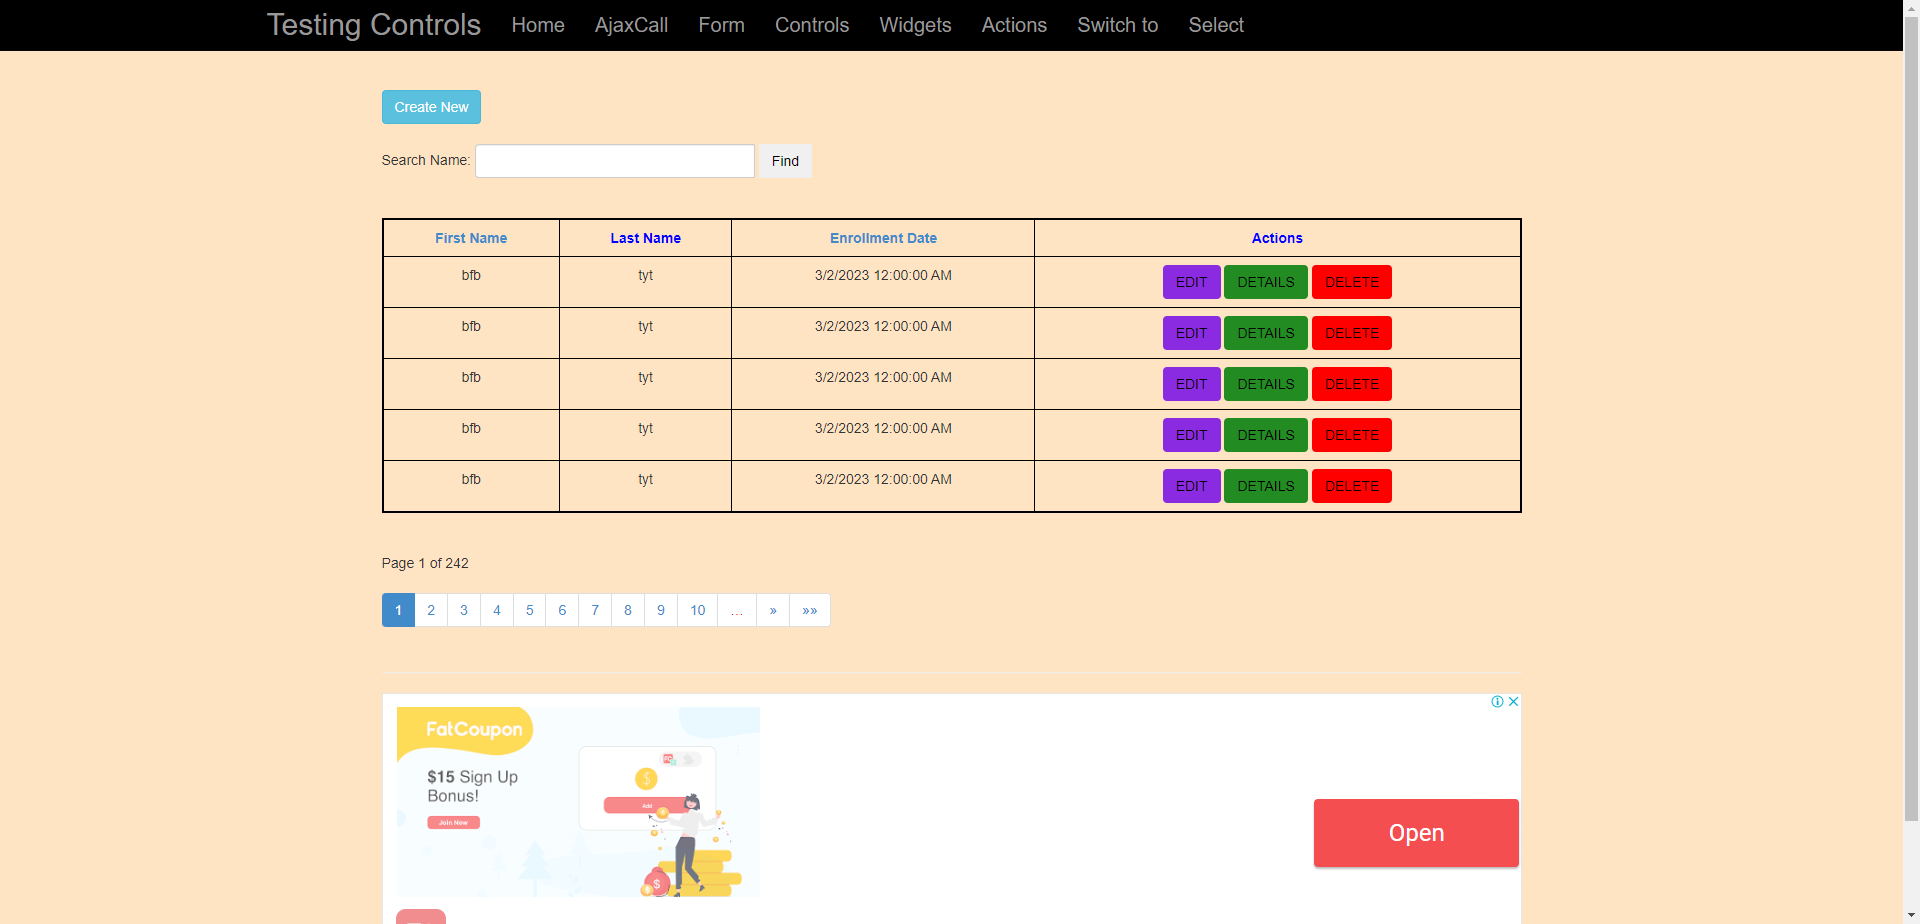 Testing Controls Home AjaxCall Form Controls Widgets Actions Switch to Select
Create New
Search Name: Find
First Name Last Name Enrollment Date Actions
bfb tyt 3/2/2023 12:00:00 AM EDIT DETAILS DELETE
bfb tyt 3/2/2023 12:00:00 AM EDIT DETAILS DELETE
bfb tyt 3/2/2023 12:00:00 AM EDIT DETAILS DELETE
bfb tyt 3/2/2023 12:00:00 AM EDIT DETAILS DELETE
bfb tyt 3/2/2023 12:00:00 AM EDIT DETAILS DELETE
Page 1 of 242
1 2 3 4 5 6 7 8 9 10 … » »»
FatCoupon
$15 Sign Up
Bonus!
Join Now
Add
Open